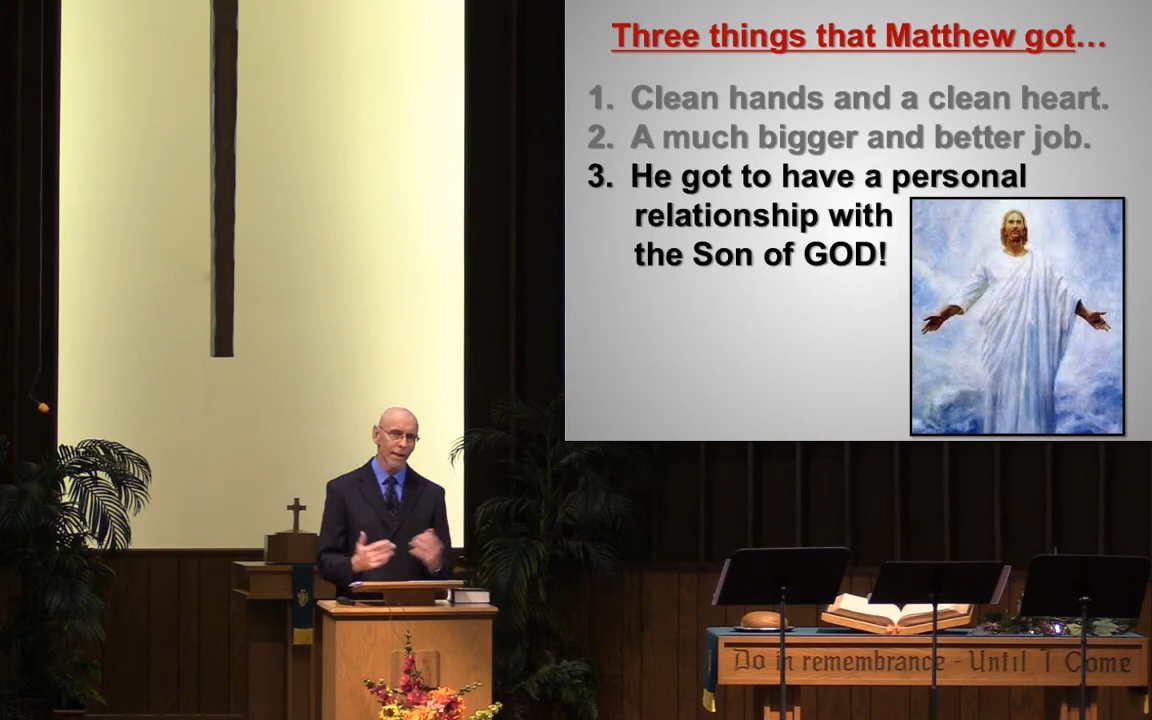 Three things that Matthew got…
1. Clean hands and a clean heart.
2. A much bigger and better job.
3. He got to have a personal
relationship with
the Son of GOD!
Do in remembrance - Until I Come